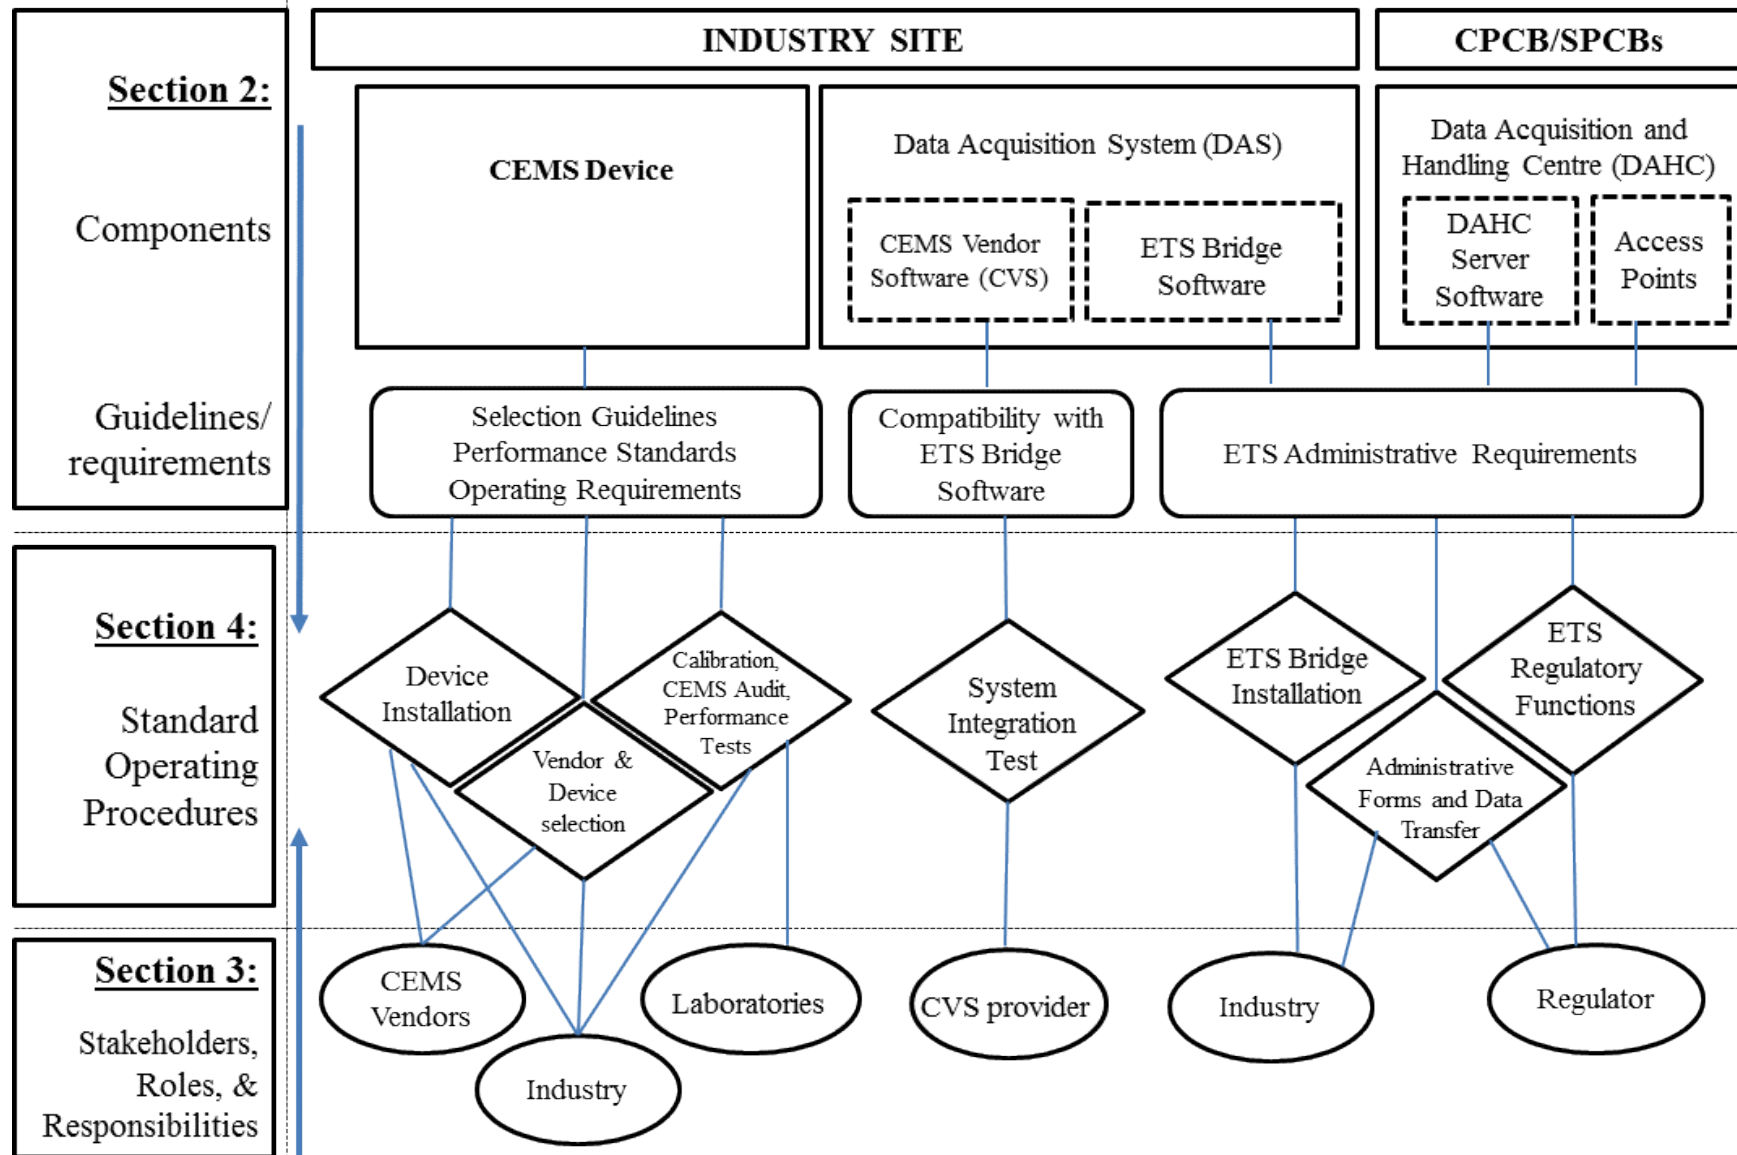 INDUSTRY SITE
CPCB/SPCBs
Section 2:
Components
Guidelines/
requirements
CEMS Device
Data Acquisition System (DAS)
CEMS Vendor
Software (CVS)
ETS Bridge
Software
Data Acquisition and
Handling Centre (DAHC)
DAHC
Server
Software
Access
Points
Selection Guidelines
Performance Standards
Operating Requirements
Compatibility with
ETS Bridge
Software
ETS Administrative Requirements
Section 4:
Standard
Operating
Procedures
Device
Installation
Vendor &
Device
selection
Calibration,
CEMS Audit,
Performance
Tests
System
Integration
Test
ETS Bridge
Installation
Administrative
Forms and Data
Transfer
ETS
Regulatory
Functions
Section 3:
Stakeholders,
Roles, &
Responsibilities
CEMS
Vendors
Industry
Laboratories
CVS provider
Industry
Regulator